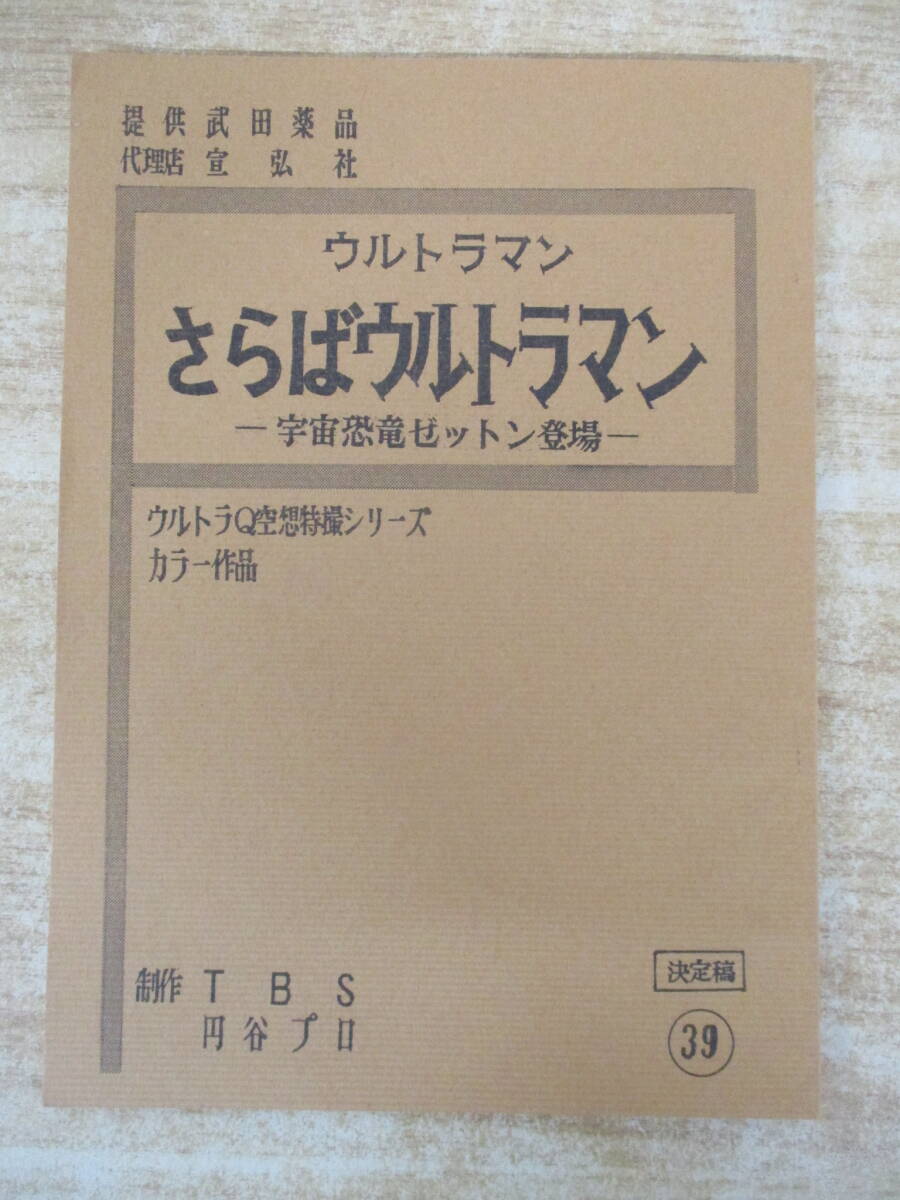 提供武田薬品
代理店宣弘社
ウルトラマン
さらばウルトラマン
―宇宙恐竜ゼットン登場―
ウルトラQ空想特撮シリーズ
カラー作品
制作 TBS
円谷プロ
決定稿
39